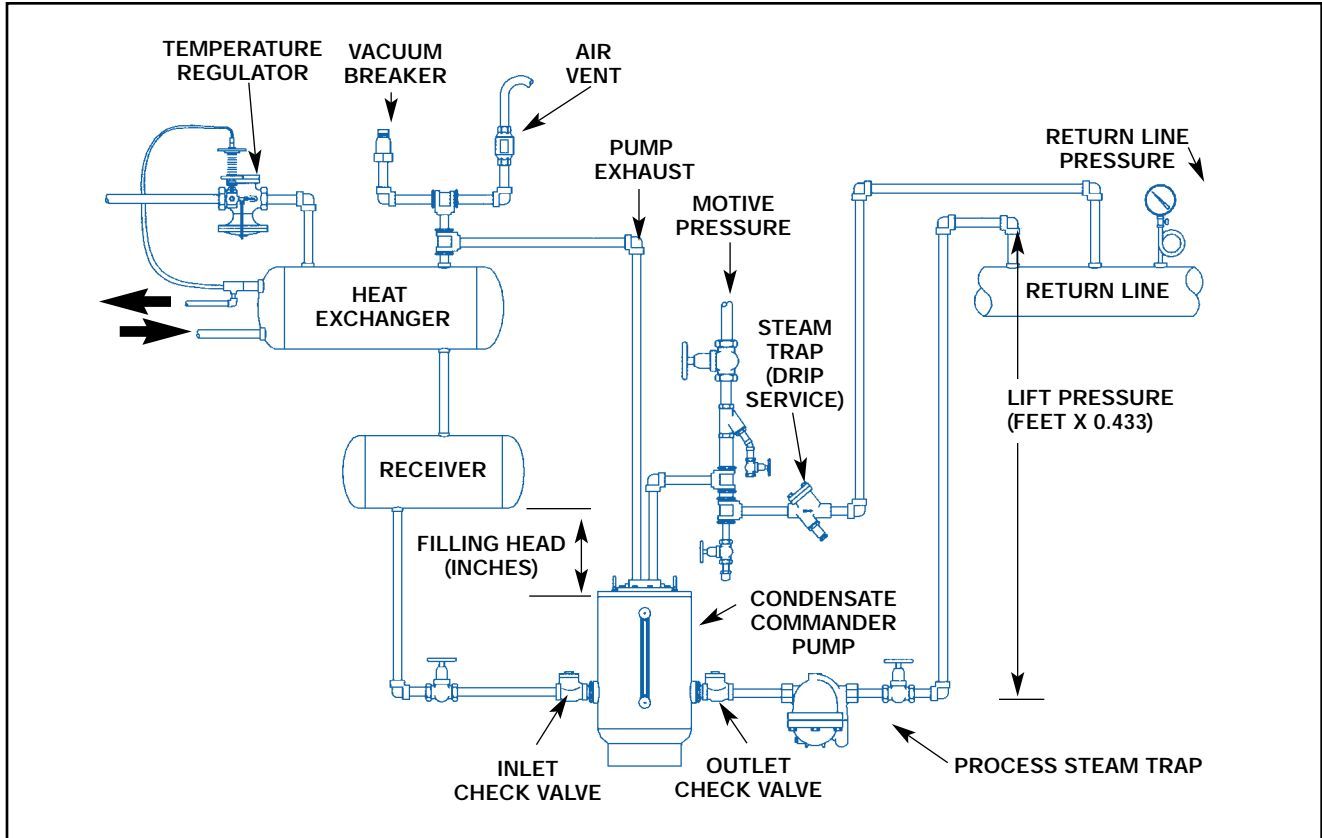 TEMPERATURE
REGULATOR
VACUUM
BREAKER
AIR
VENT
PUMP
EXHAUST
MOTIVE
PRESSURE
RETURN LINE
PRESSURE
HEAT
EXCHANGER
RETURN LINE
STEAM
TRAP
(DRIP
SERVICE)
LIFT PRESSURE
(FEET X 0.433)
RECEIVER
FILLING HEAD
(INCHES)
CONDENSATE
COMMANDER
PUMP
INLET
CHECK VALVE
OUTLET
CHECK VALVE
PROCESS STEAM TRAP